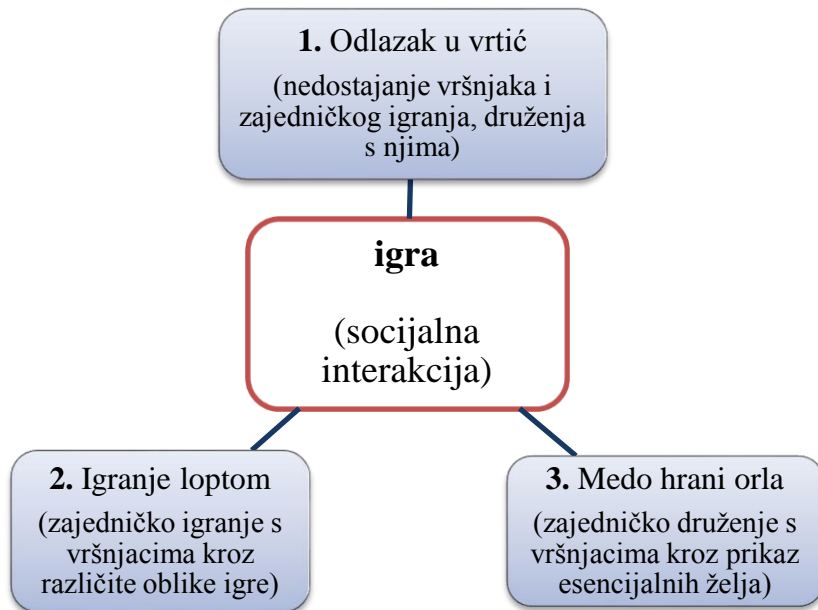 1. Odlazak u vrtić
(nedostajanje vršnjaka i
zajedničkog igranja, druženja
s njima)
igra
(socijalna
interakcija)
2. Igranje loptom
(zajedničko igranje s
vršnjacima kroz
različite oblike igre)
3. Medo hrani orla
(zajedničko druženje s
vršnjacima kroz prikaz
esencijalnih želja)